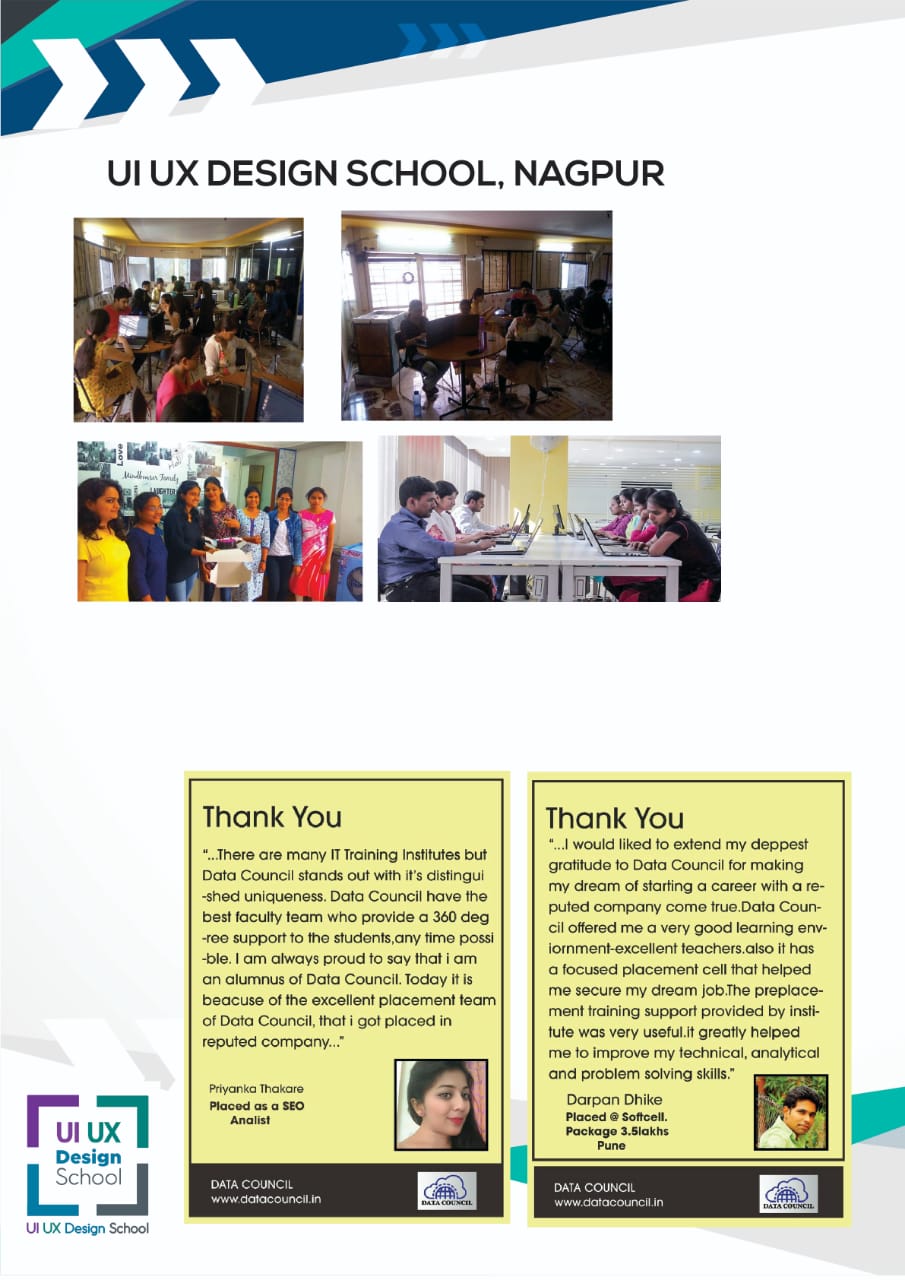 UI UX DESIGN SCHOOL, NAGPUR
Love
Mindbenser Family
LAUGHTER
Thank You
“...There are many IT Training Institutes but
Data Council stands out with it's distingui
-shed uniqueness. Data Council have the
best faculty team who provide a 360 deg
-ree support to the students,any time possi
-ble. I am always proud to say that i am
an alumnus of Data Council. Today it is
beacuse of the excellent placement team
of Data Council, that i got placed in
reputed company...”
Priyanka Thakare
Placed as a SEO
Analist
DATA COUNCIL
www.datacouncil.in
DATA COUNCIL
Thank You
“...I would liked to extend my deppest
gratitude to Data Council for making
my dream of starting a career with a re-
puted company come true.Data Coun-
cil offered me a very good learning env-
iornment-excellent teachers.also it has
a focused placement cell that helped
me secure my dream job.The preplace-
ment training support provided by insti-
tute was very useful.it greatly helped
me to improve my technical, analytical
and problem solving skills.”
Darpan Dhike
Placed @ Softcell.
Package 3.5lakhs
Pune
DATA COUNCIL
www.datacouncil.in
DATA COUNCIL
UI UX
Design
School
UI UX Design School